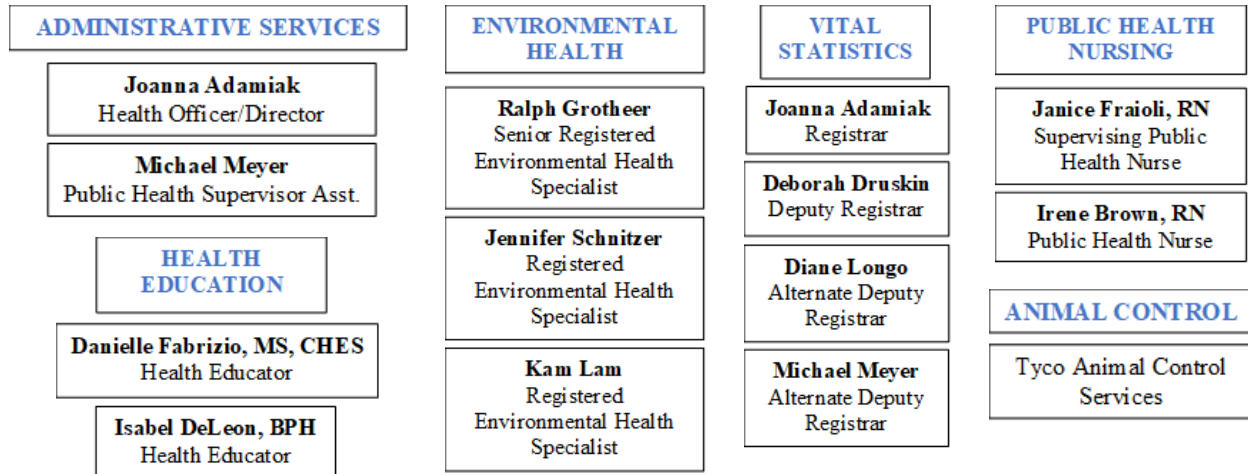 ADMINISTRATIVE SERVICES
Joanna Adamiak
Health Officer/Director
Michael Meyer
Public Health Supervisor Asst.
HEALTH
EDUCATION
Danielle Fabrizio, MS, CHES
Health Educator
Isabel DeLeon, BPH
Health Educator
ENVIRONMENTAL
HEALTH
Ralph Grotheer
Senior Registered
Environmental Health
Specialist
Jennifer Schnitzer
Registered
Environmental Health
Specialist
Kam Lam
Registered
Environmental Health
Specialist
VITAL
STATISTICS
Joanna Adamiak
Registrar
Deborah Druskin
Deputy Registrar
Diane Longo
Alternate Deputy
Registrar
Michael Meyer
Alternate Deputy
Registrar
PUBLIC HEALTH
NURSING
Janice Fraioli, RN
Supervising Public
Health Nurse
Irene Brown, RN
Public Health Nurse
ANIMAL CONTROL
Tyco Animal Control
Services